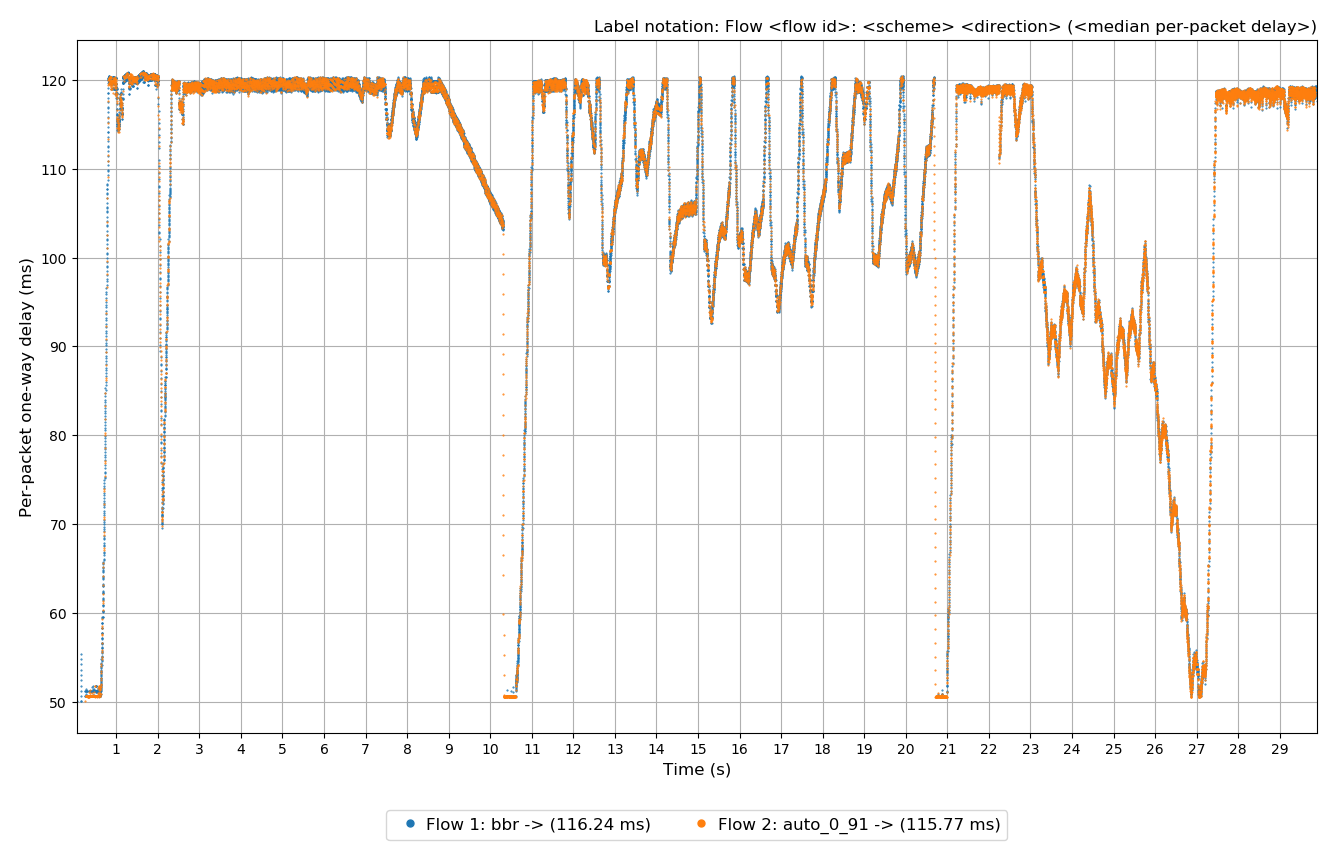 Label notation: Flow <flow id>: <scheme> <direction> (<median per-packet delay>)
Per-packet one-way delay (ms)
120
110
100
90
80
70
60
50
1 2 3 4 5 6 7 8 9 10 11 12 13 14 15 16 17 18 19 20 21 22 23 24 25 26 27 28 29
Time (s)
Flow 1: bbr -> (116.24 ms) Flow 2: auto_0_91 -> (115.77 ms)